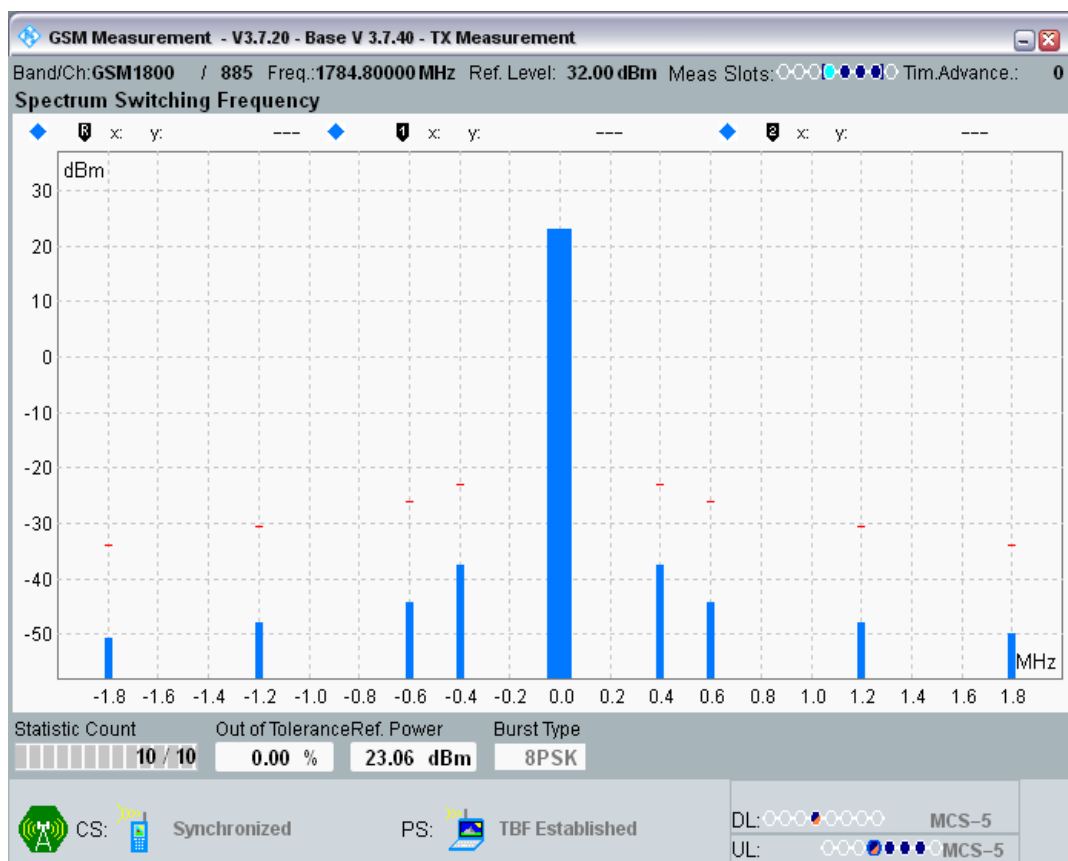 GSM Measurement - V3.7.20 - Base V 3.7.40 - TX Measurement
Band/Ch:GSM1800 / 885 Freq.:1784.80000 MHz Ref. Level: 32.00 dBm Meas Slots: Tim.Advance.: 0
Spectrum Switching Frequency
R x: y: --- 1 x: y: --- 2 x: y: ---
dBm
30
20
10
0
-10
-20
-30
-40
-50
MHz
-1.8 -1.6 -1.4 -1.2 -1.0 -0.8 -0.6 -0.4 -0.2 0.0 0.2 0.4 0.6 0.8 1.0 1.2 1.4 1.6 1.8
Statistic Count Out of Tolerance Ref. Power Burst Type
10 / 10 0.00 % 23.06 dBm 8PSK
CS: Synchronized PS: TBF Established DL: MCS-5
UL: MCS-5